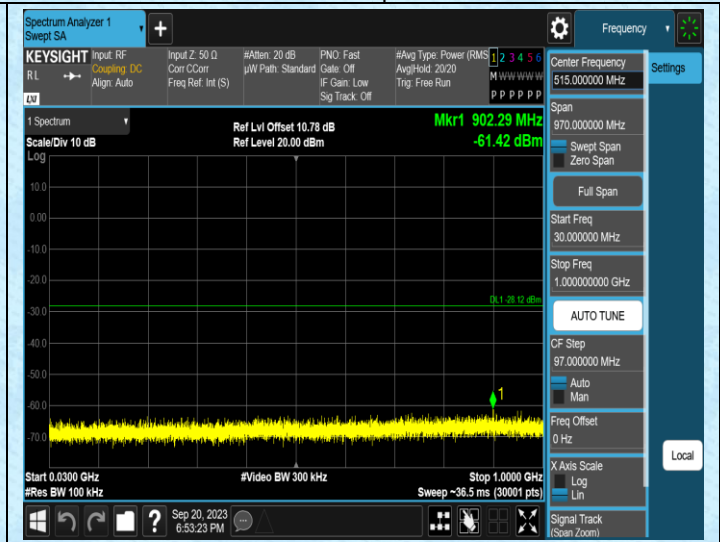 Spectrum Analyzer 1
Swept SA
Frequency
KEYSIGHT
RL
LXI
Input: RF
Coupling: DC
Align: Auto
Input Z: 50 Ω
Corr CCorr
Freq Ref: Int (S)
#Atten: 20 dB
µW Path: Standard
PNO: Fast
Gate: Off
IF Gain: Low
Sig Track: Off
#Avg Type: Power (RMS
Avg|Hold: 20/20
Trig: Free Run
1 2 3 4 5 6
M W W W W W
P P P P P P
1 Spectrum
Scale/Div 10 dB
Log
Ref Lvl Offset 10.78 dB
Ref Level 20.00 dBm
Mkr1 902.29 MHz
-61.42 dBm
10.0
0.00
-10.0
-20.0
-30.0
DL1 -28.12 dBm
-40.0
-50.0
-60.0
1
-70.0
Start 0.0300 GHz
#Res BW 100 kHz
#Video BW 300 kHz
Stop 1.0000 GHz
Sweep ~36.5 ms (30001 pts)
?
Sep 20, 2023
6:53:23 PM
Center Frequency
515.000000 MHz
Span
970.000000 MHz
Swept Span
Zero Span
Full Span
Start Freq
30.000000 MHz
Stop Freq
1.000000000 GHz
AUTO TUNE
CF Step
97.000000 MHz
Auto
Man
Freq Offset
0 Hz
X Axis Scale
Log
Lin
Signal Track
(Span Zoom)
Settings
Local